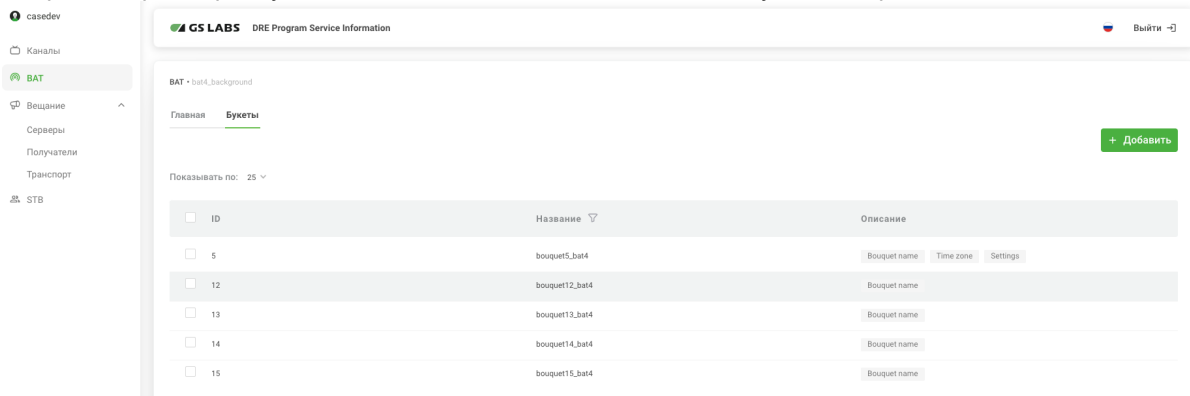 casedev
GS LABS DRE Program Service Information
Выйти
Каналы
BAT
Вещание
Серверы
Получатели
Транспорт
STB
BAT • bat4_background
Главная Букеты
+ Добавить
Показывать по: 25
ID Название Описание
5 bouquet5_bat4 Bouquet name Time zone Settings
12 bouquet12_bat4 Bouquet name
13 bouquet13_bat4 Bouquet name
14 bouquet14_bat4 Bouquet name
15 bouquet15_bat4 Bouquet name